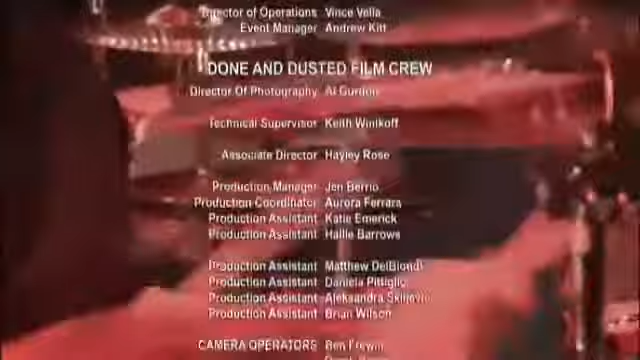 Director of Operations Vince Vella
Event Manager Andrew Kitt
DONE AND DUSTED FILM CREW
Director Of Photography Al Gurdon
Technical Supervisor Keith Winikoff
Associate Director Hayley Rose
Production Manager Jen Berrio
Production Coordinator Aurora Ferrara
Production Assistant Katie Emerick
Production Assistant Hallie Barrows
Production Assistant Matthew DelBiondi
Production Assistant Daniela Pittiglio
Production Assistant Aleksandra
Production Assistant Brian Wilson
CAMERA OPERATORS Ben